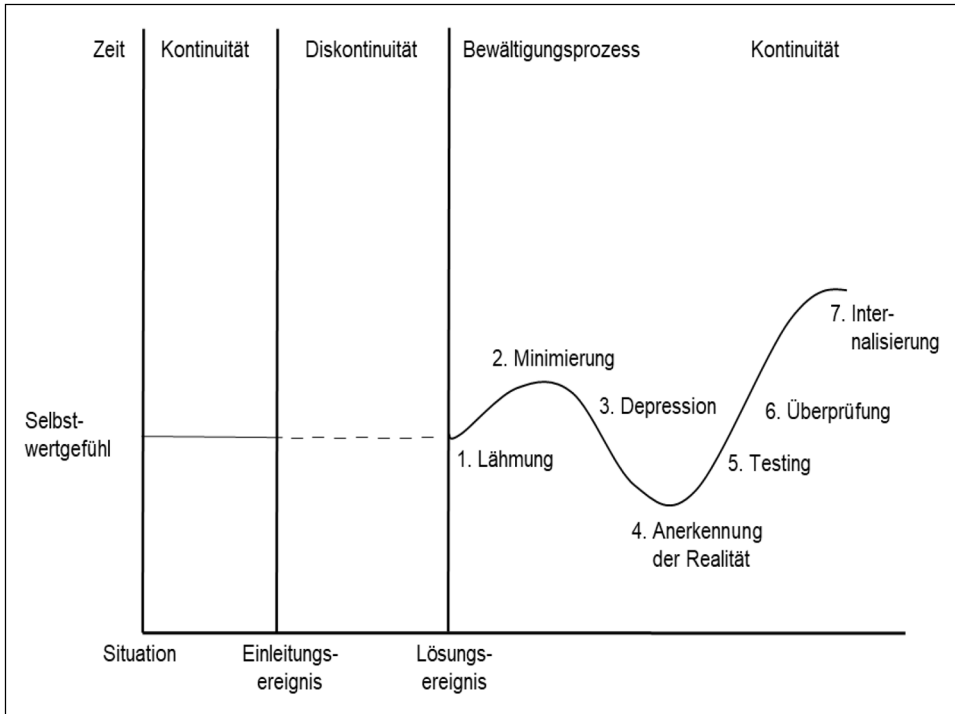 Zeit Kontinuität Diskontinuität Bewältigungsprozess Kontinuität
7. Inter-
nalisierung
2. Minimierung
3. Depression
6. Überprüfung
Selbst-
wertgefühl
1. Lähmung
5. Testing
4. Anerkennung
der Realität
Situation
Einleitungs-
ereignis
Lösungs-
ereignis